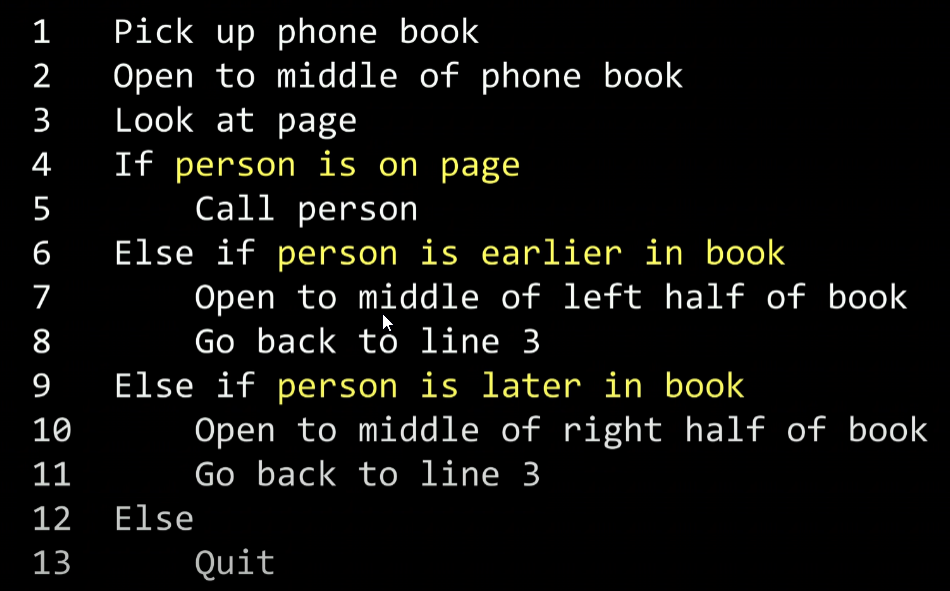 1 Pick up phone book
2 Open to middle of phone book
3 Look at page
4 If person is on page
5 Call person
6 Else if person is earlier in book
7 Open to middle of left half of book
8 Go back to line 3
9 Else if person is later in book
10 Open to middle of right half of book
11 Go back to line 3
12 Else
13 Quit